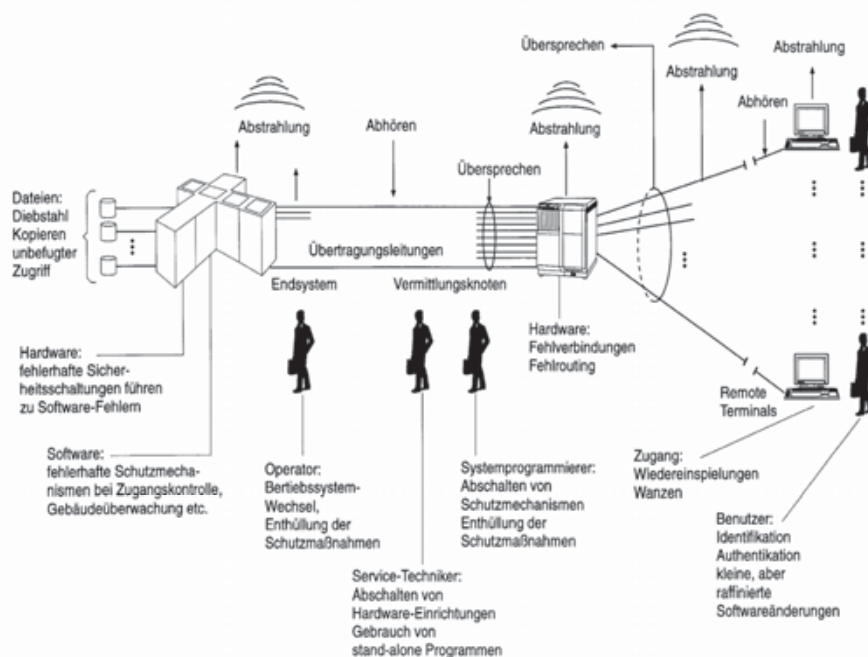 Übersprechen
Abstrahlung
Abstrahlung
Abhören
Abstrahlung
Abhören
Abstrahlung
Übersprechen
Dateien:
Diebstahl
Kopieren
unbefugter
Zugriff
Übertragungsleitungen
Endsystem
Vermittlungsknoten
Hardware:
Fehlverbindungen
Fehlrouting
Hardware:
fehlerhafte Sicher-
heitsschaltungen führen
zu Software-Fehlern
Remote
Terminals
Software:
fehlerhafte Schutzmecha-
nismen bei Zugangskontrolle,
Gebäudeüberwachung etc.
Operator:
Bertiebssystem-
Wechsel,
Enthüllung der
Schutzmaßnahmen
Systemprogrammierer:
Abschalten von
Schutzmechanismen
Enthüllung der
Schutzmaßnahmen
Zugang:
Wiedereinspielungen
Wanzen
Service-Techniker:
Abschalten von
Hardware-Einrichtungen
Gebrauch von
stand-alone Programmen
Benutzer:
Identifikation
Authentikation
kleine, aber
raffinierte
Softwareänderungen